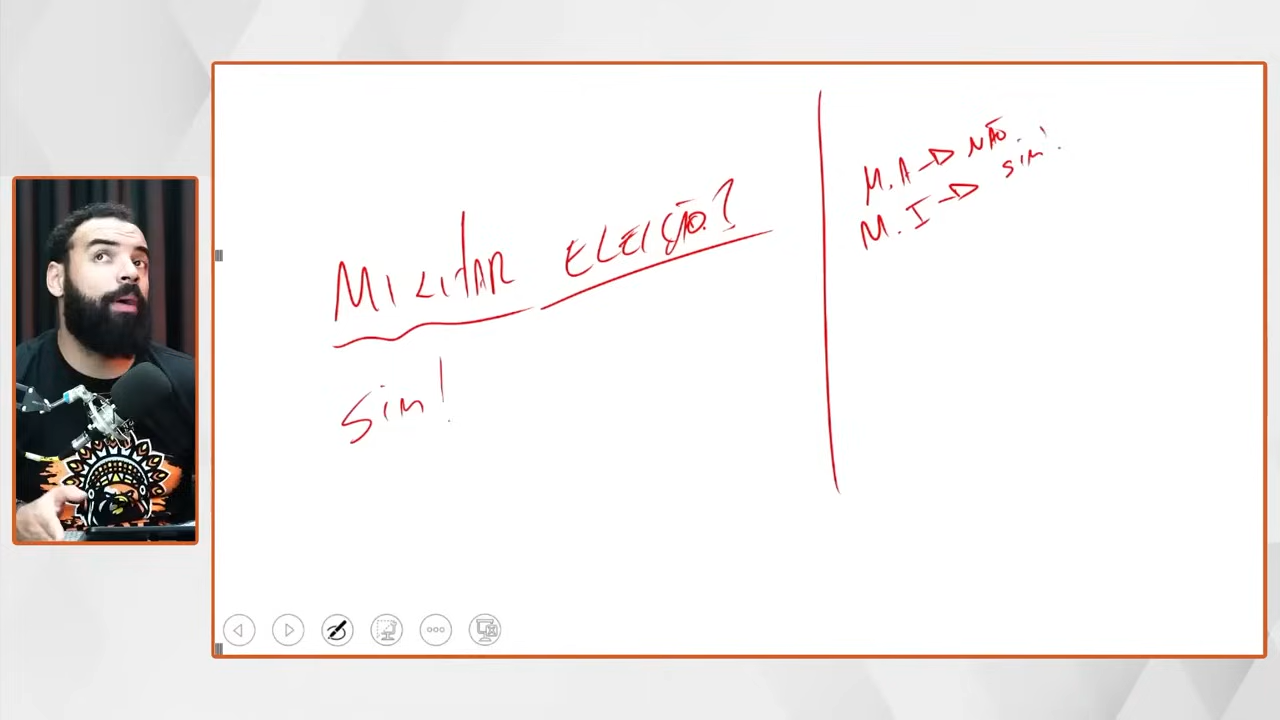 MILITAR ELEIÇÃO?
sim!
M.A → NÃO.
M.I → sim!